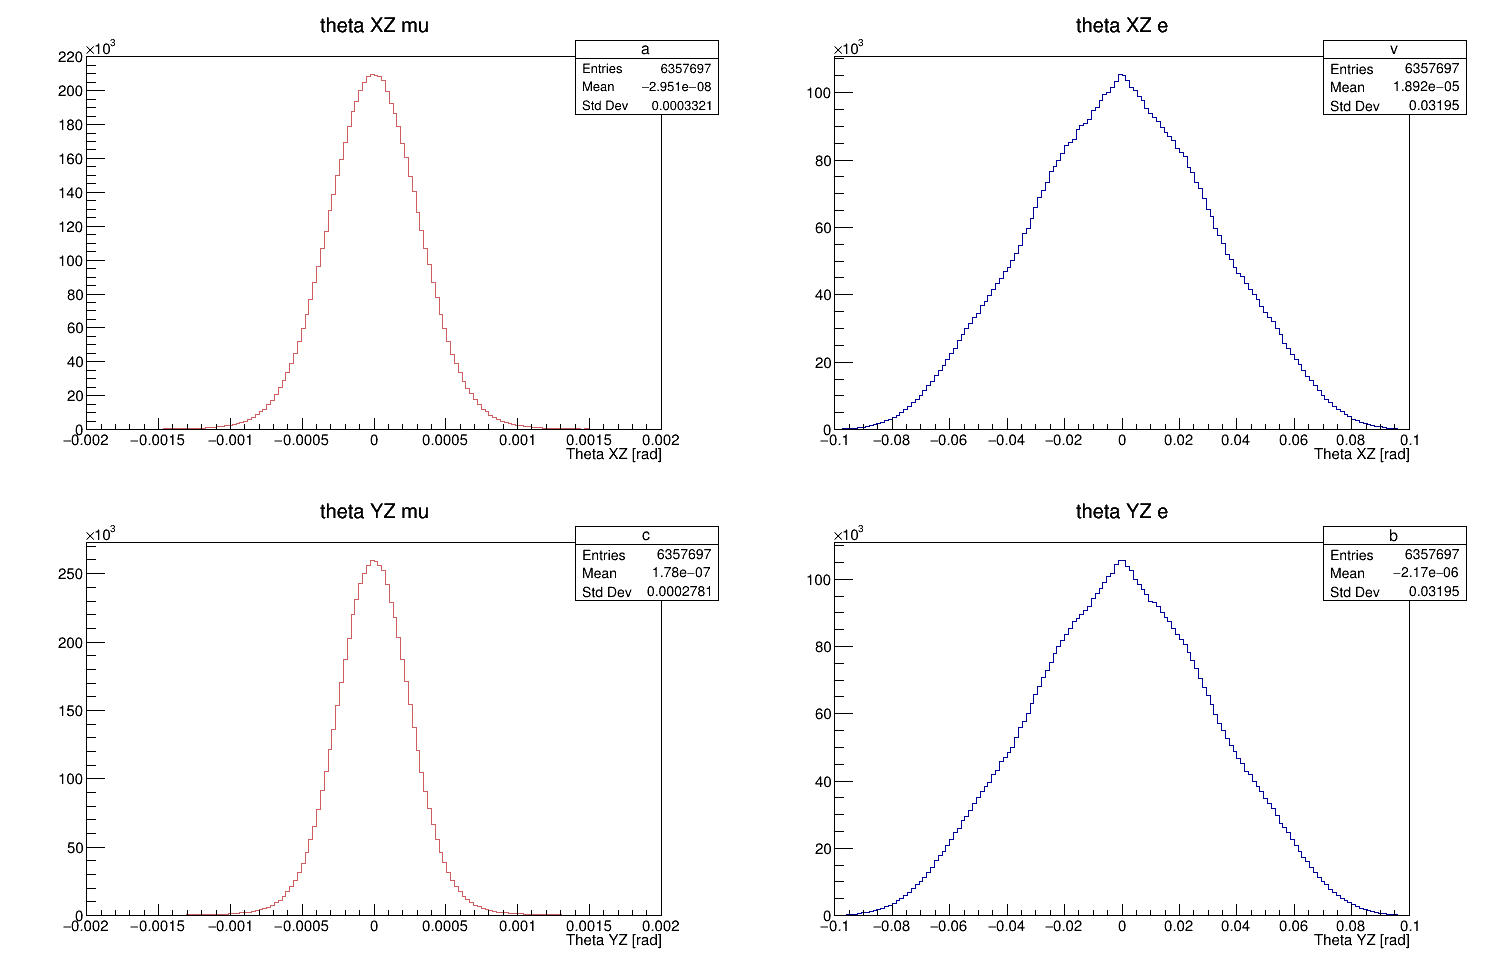 theta XZ mu
×10³
a
Entries 6357697
Mean −2.951e−08
Std Dev 0.0003321
220
200
180
160
140
120
100
80
60
40
20
0
−0.002 −0.0015 −0.001 −0.0005 0 0.0005 0.001 0.0015 0.002
Theta XZ [rad]
theta XZ e
×10³
v
Entries 6357697
Mean 1.892e−05
Std Dev 0.03195
100
80
60
40
20
0
−0.1 −0.08 −0.06 −0.04 −0.02 0 0.02 0.04 0.06 0.08 0.1
Theta XZ [rad]
theta YZ mu
×10³
c
Entries 6357697
Mean 1.78e−07
Std Dev 0.0002781
250
200
150
100
50
0
−0.002 −0.0015 −0.001 −0.0005 0 0.0005 0.001 0.0015 0.002
Theta YZ [rad]
theta YZ e
×10³
b
Entries 6357697
Mean −2.17e−06
Std Dev 0.03195
100
80
60
40
20
0
−0.1 −0.08 −0.06 −0.04 −0.02 0 0.02 0.04 0.06 0.08 0.1
Theta YZ [rad]